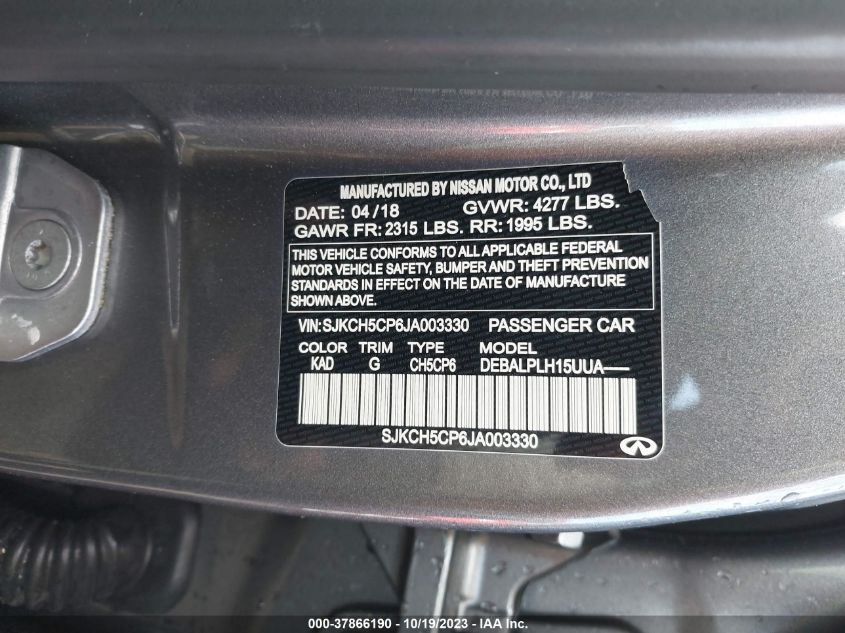 MANUFACTURED BY NISSAN MOTOR CO., LTD
DATE: 04/18 GVWR: 4277 LBS.
GAWR FR: 2315 LBS. RR: 1995 LBS.
THIS VEHICLE CONFORMS TO ALL APPLICABLE FEDERAL
MOTOR VEHICLE SAFETY, BUMPER AND THEFT PREVENTION
STANDARDS IN EFFECT ON THE DATE OF MANUFACTURE
SHOWN ABOVE.
VIN:SJKCH5CP6JA003330 PASSENGER CAR
COLOR TRIM TYPE MODEL
KAD G CH5CP6 DEBALPLH15UUA-----
SJKCH5CP6JA003330
000-37866190 - 10/19/2023 - IAA Inc.